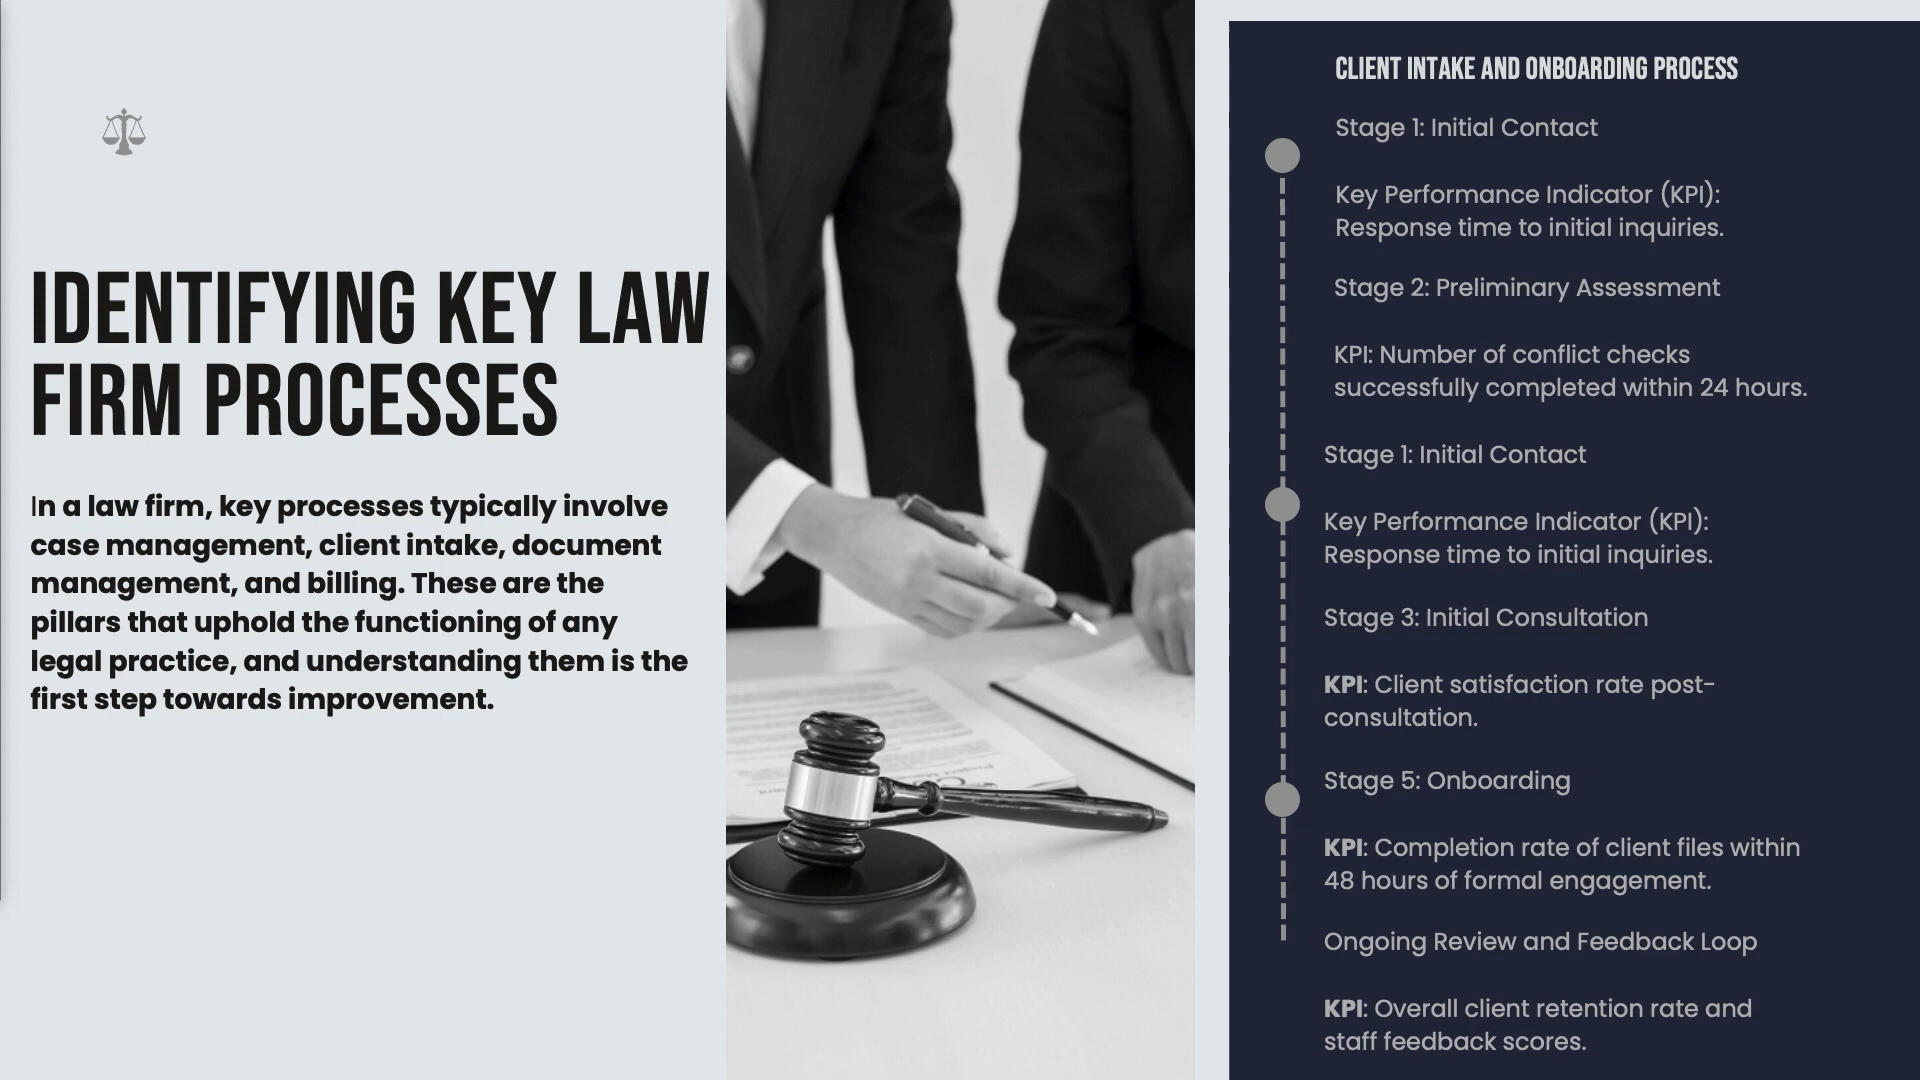 IDENTIFYING KEY LAW
FIRM PROCESSES
In a law firm, key processes typically involve
case management, client intake, document
management, and billing. These are the
pillars that uphold the functioning of any
legal practice, and understanding them is the
first step towards improvement.
CLIENT INTAKE AND ONBOARDING PROCESS
Stage 1: Initial Contact
Key Performance Indicator (KPI):
Response time to initial inquiries.
Stage 2: Preliminary Assessment
KPI: Number of conflict checks
successfully completed within 24 hours.
Stage 1: Initial Contact
Key Performance Indicator (KPI):
Response time to initial inquiries.
Stage 3: Initial Consultation
KPI: Client satisfaction rate post-
consultation.
Stage 5: Onboarding
KPI: Completion rate of client files within
48 hours of formal engagement.
Ongoing Review and Feedback Loop
KPI: Overall client retention rate and
staff feedback scores.